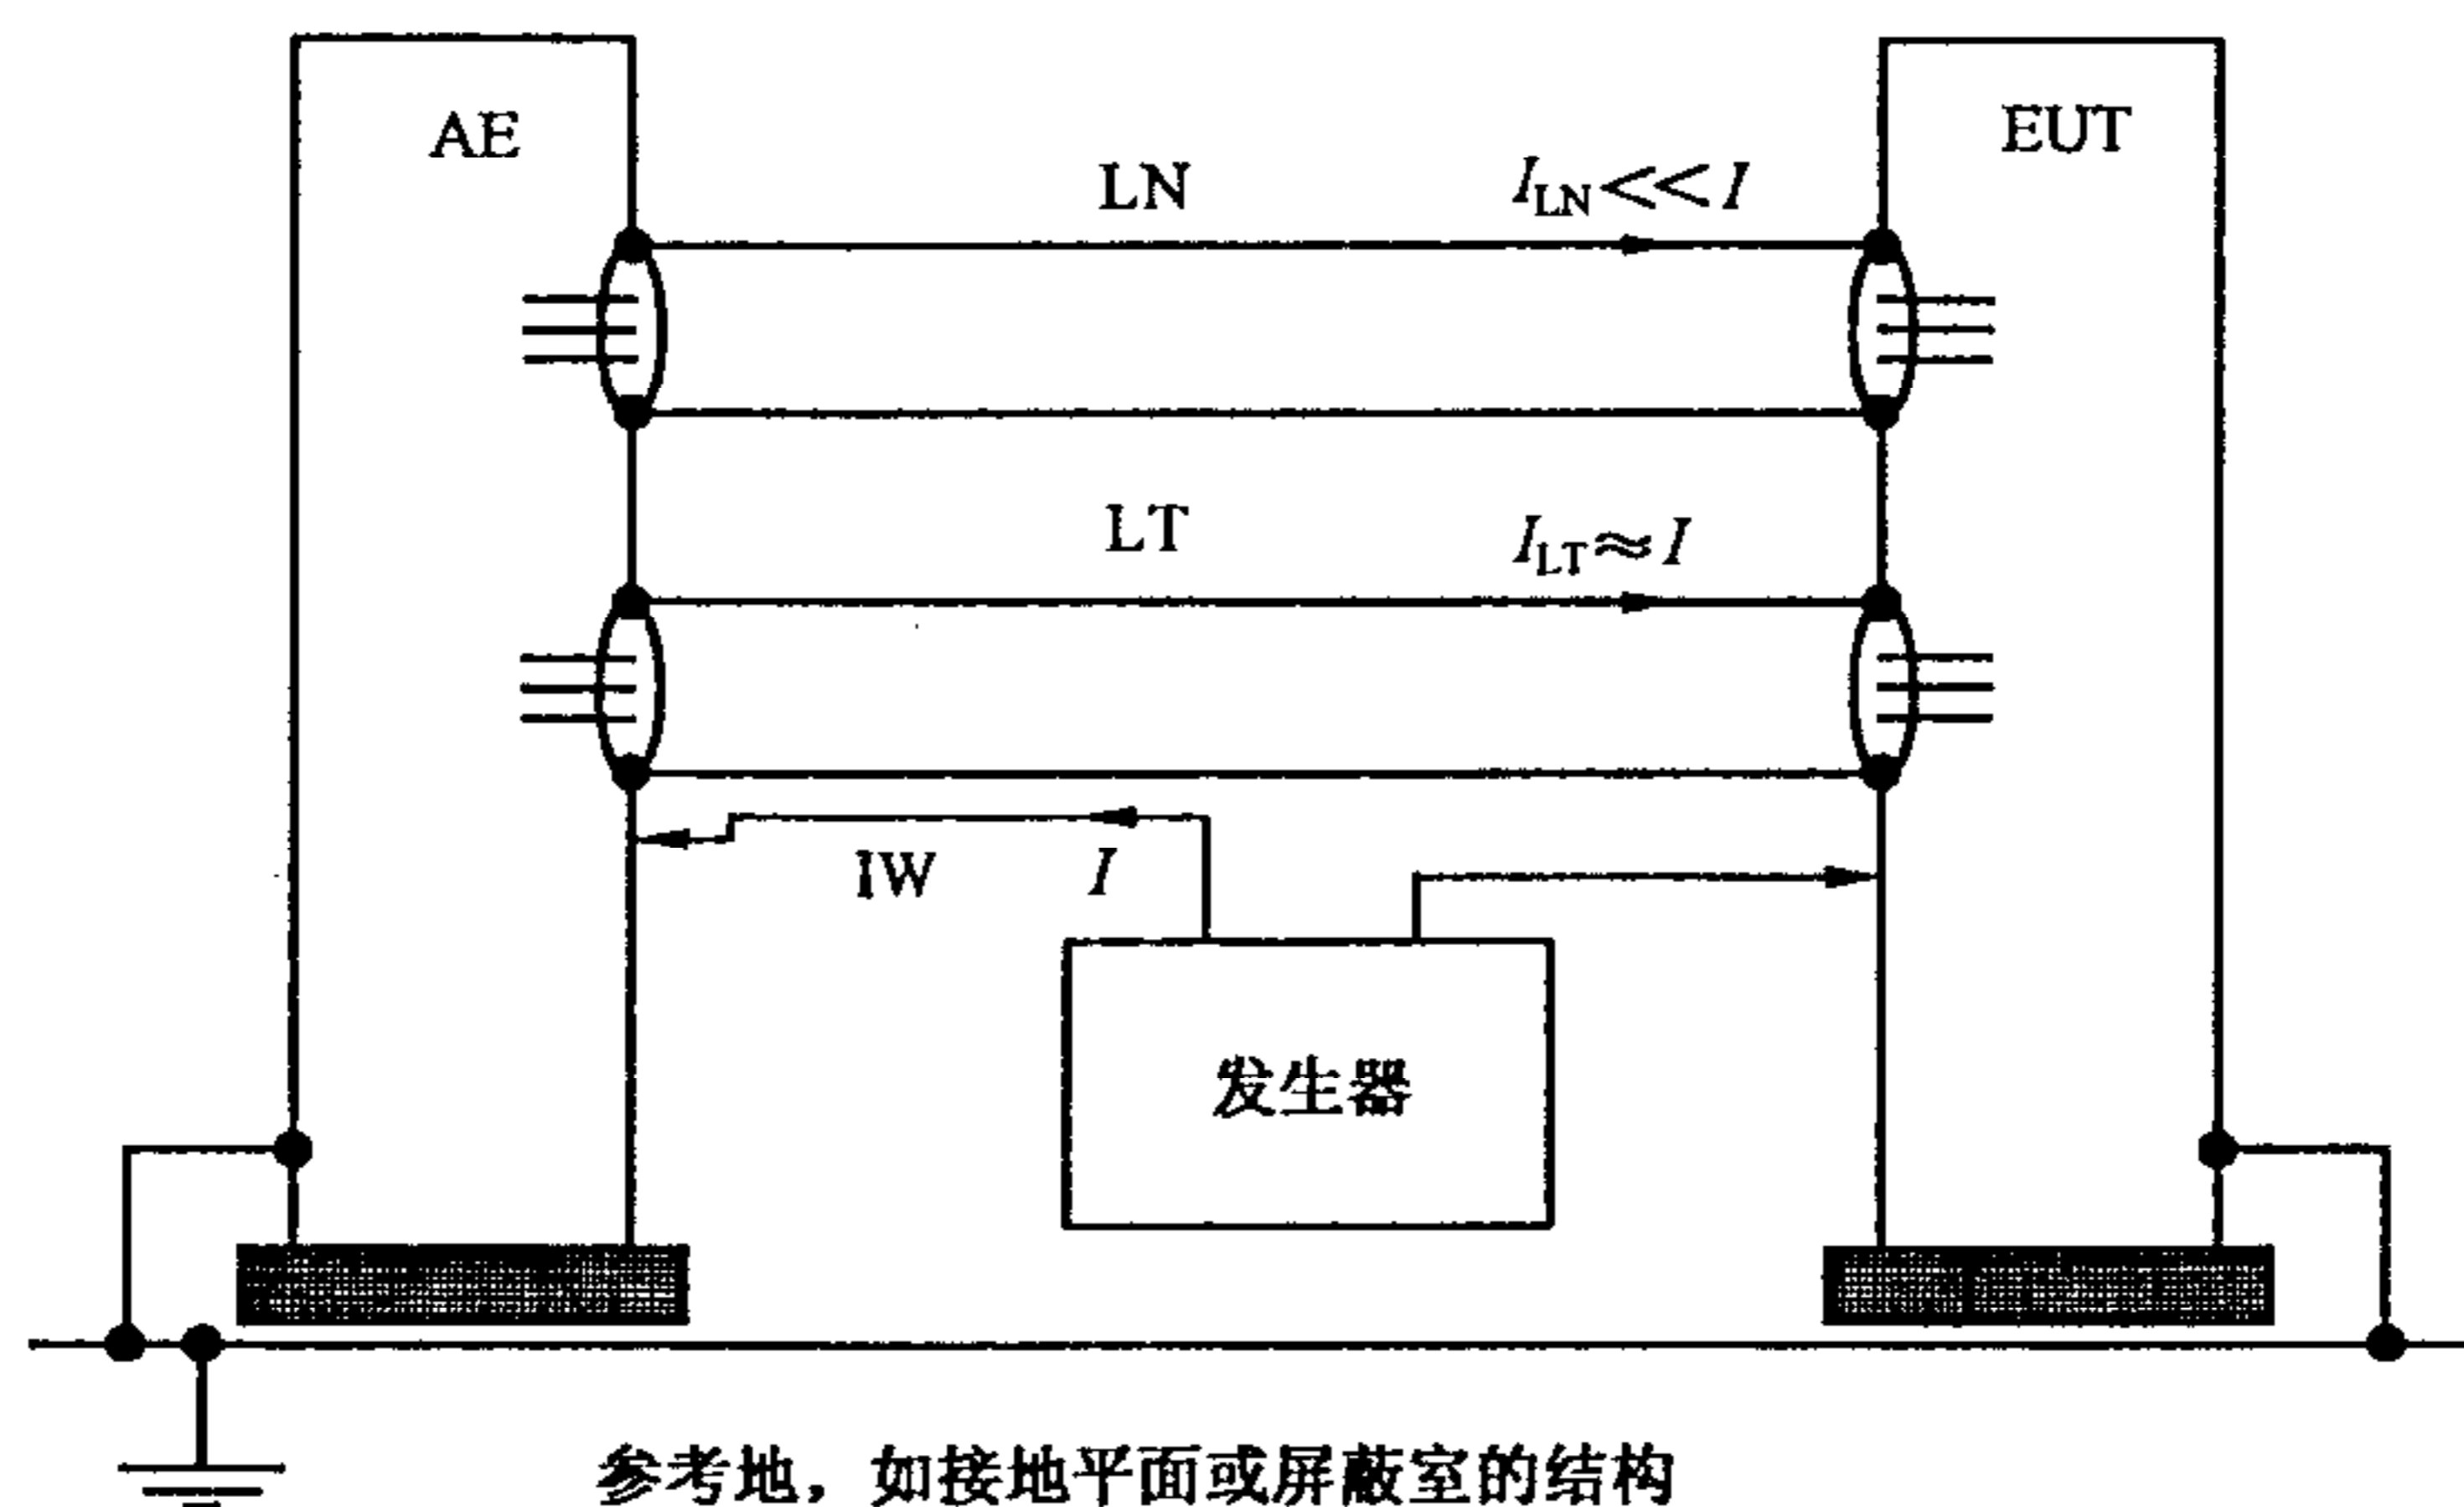 AE
EUT
LN
I_LN<<I
LT
I_LT≈I
IW
I
发生器
参考地，如接地平面或屏蔽室的结构